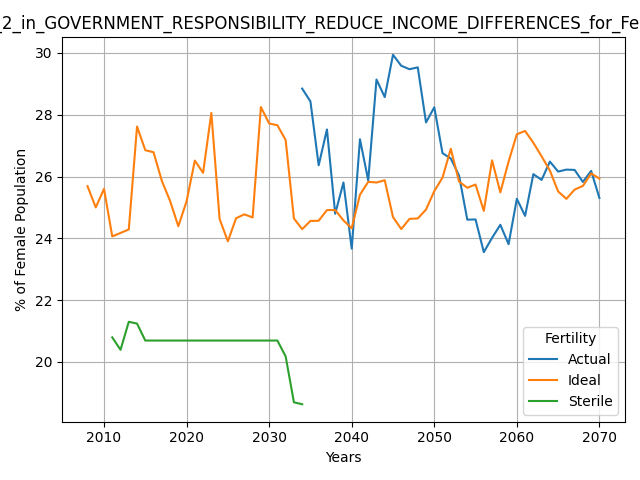 _2_in_GOVERNMENT_RESPONSIBILITY_REDUCE_INCOME_DIFFERENCES_for_Fe
30
28
26
24
22
20
% of Female Population
2010
2020
2030
2040
2050
2060
2070
Years
Fertility
Actual
Ideal
Sterile